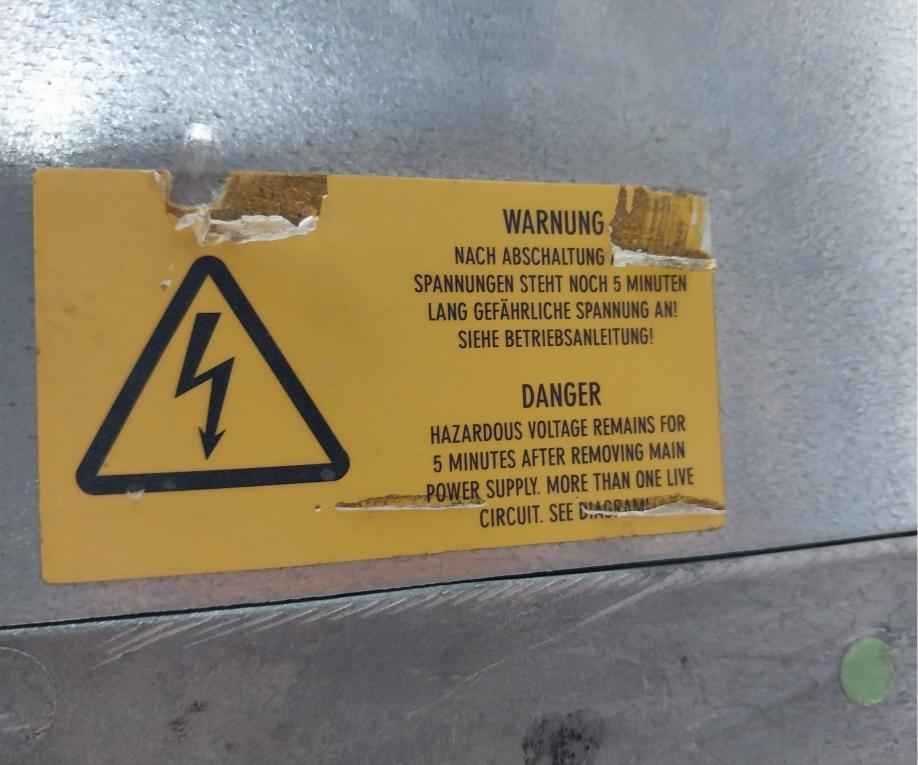 WARNUNG
NACH ABSCHALTUNG
SPANNUNGEN STEHT NOCH 5 MINUTEN
LANG GEFÄHRLICHE SPANNUNG AN!
SIEHE BETRIEBSANLEITUNG!
DANGER
HAZARDOUS VOLTAGE REMAINS FOR
5 MINUTES AFTER REMOVING MAIN
POWER SUPPLY. MORE THAN ONE LIVE
CIRCUIT. SEE DIAGRAM!